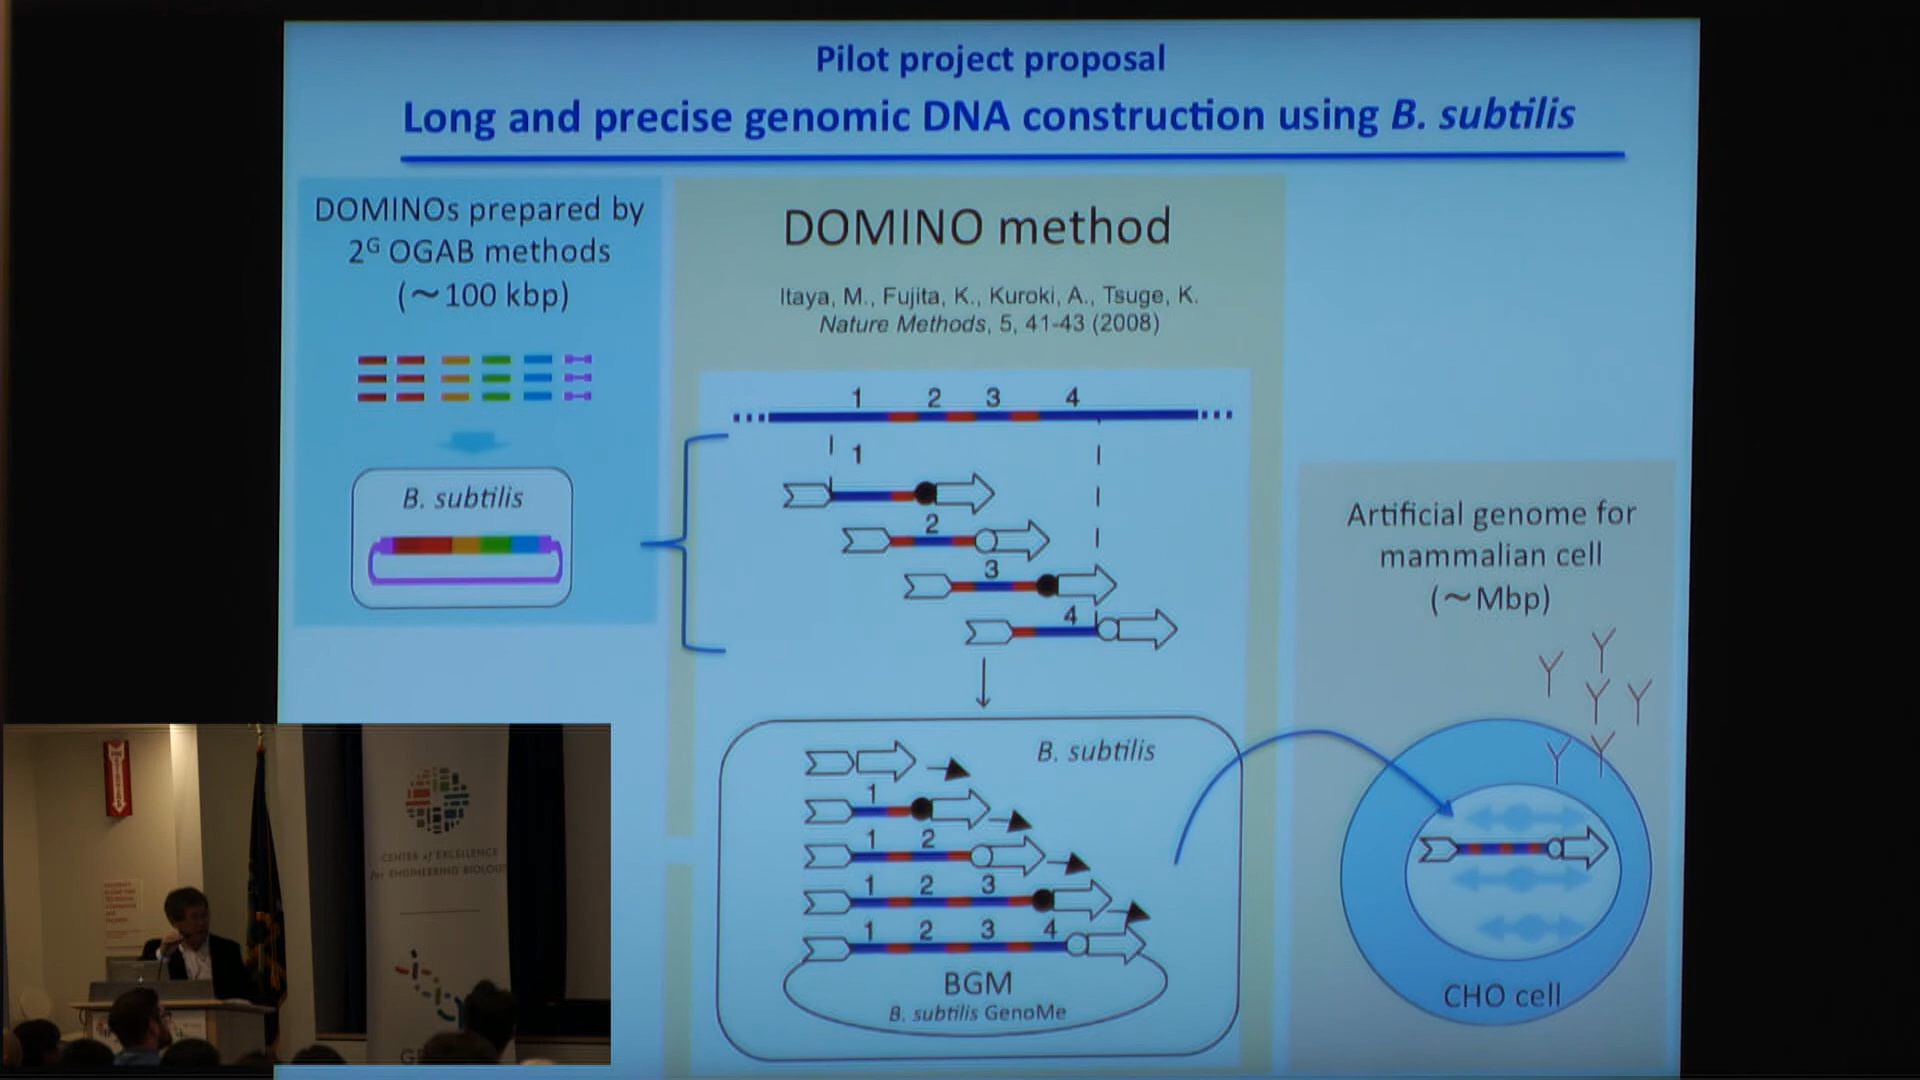 Pilot project proposal
Long and precise genomic DNA construction using B. subtilis
DOMINOs prepared by
2G OGAB methods
(~100 kbp)
B. subtilis
DOMINO method
Itaya, M., Fujita, K., Kuroki, A., Tsuge, K.
Nature Methods, 5, 41-43 (2008)
1 2 3 4
1
2
3
4
B. subtilis
1
1 2
1 2 3
1 2 3 4
BGM
B. subtilis GenoMe
Artificial genome for
mammalian cell
(~Mbp)
CHO cell
CENTER of EXCELLENCE
for ENGINEERING BIOLOGY